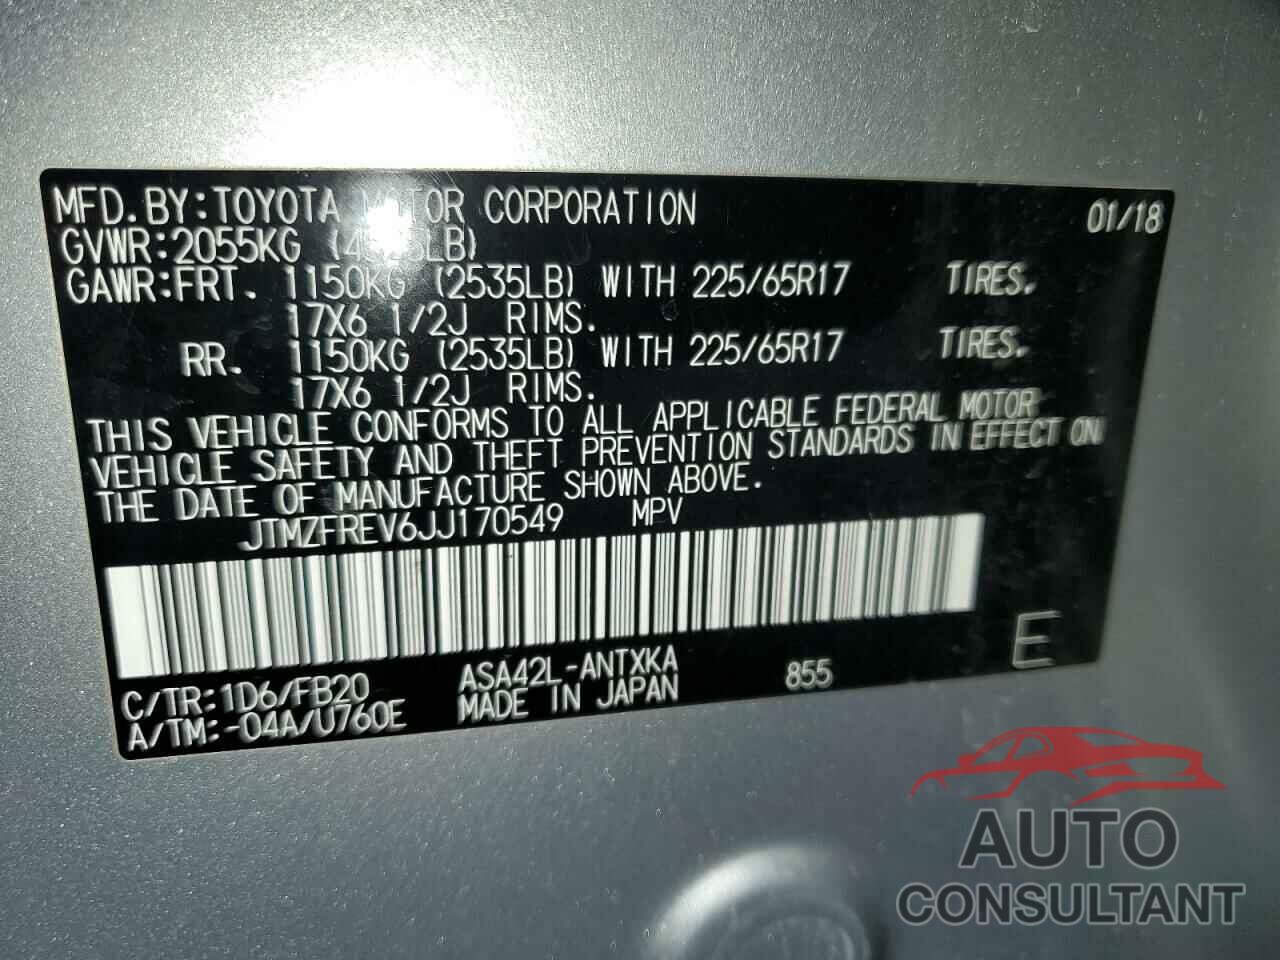 MFD.BY:TOYOTA MOTOR CORPORATION 01/18
GVWR:2055KG
GAWR:FRT. 1150KG (2535LB) WITH 225/65R17 TIRES.
17X6 1/2J RIMS.
RR. 1150KG (2535LB) WITH 225/65R17 TIRES.
17X6 1/2J RIMS.
THIS VEHICLE CONFORMS TO ALL APPLICABLE FEDERAL MOTOR
VEHICLE SAFETY AND THEFT PREVENTION STANDARDS IN EFFECT ON
THE DATE OF MANUFACTURE SHOWN ABOVE.
JTMZFREV6JJ170549 MPV
C/TR:1D6/FB20 ASA42L-ANTXKA 855 E
A/TM:-04A/U760E MADE IN JAPAN
AUTO
CONSULTANT